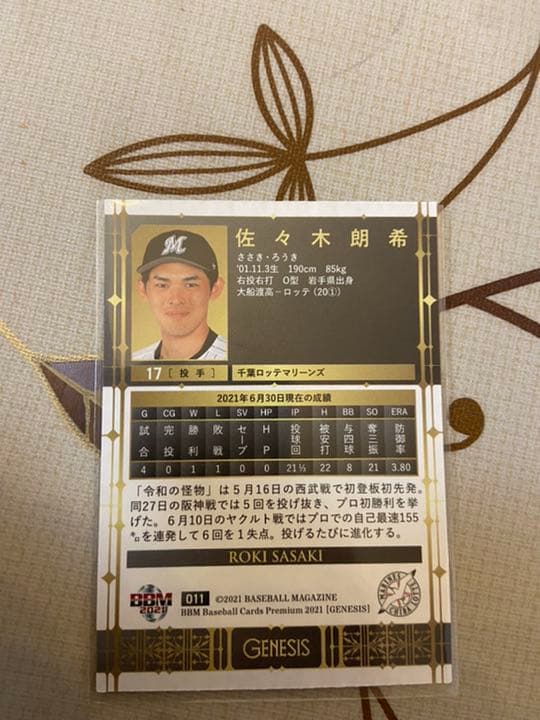 M
佐々木朗希
ささき・ろうき
'01.11.3生 190cm 85kg
右投右打 O型 岩手県出身
大船渡高－ロッテ(20①)
17[投手] 千葉ロッテマリーンズ
2021年6月30日現在の成績
G CG W L SV HP IP H BB SO ERA
試合 完投 勝利 敗戦 セーブ HP 投球回 被安打 与四球 奪三振 防御率
4 0 1 1 0 0 21⅓ 22 8 21 3.80
「令和の怪物」は5月16日の西武戦で初登板初先発。
同27日の阪神戦では5回を投げ抜き、プロ初勝利を挙
げた。6月10日のヤクルト戦ではプロでの自己最速155
㌔を連発して6回を1失点。投げるたびに進化する。
ROKI SASAKI
BBM
2021
011
©2021 BASEBALL MAGAZINE
BBM Baseball Cards Premium 2021 [GENESIS]
MARINES
CHIBA LOTTE
GENESIS